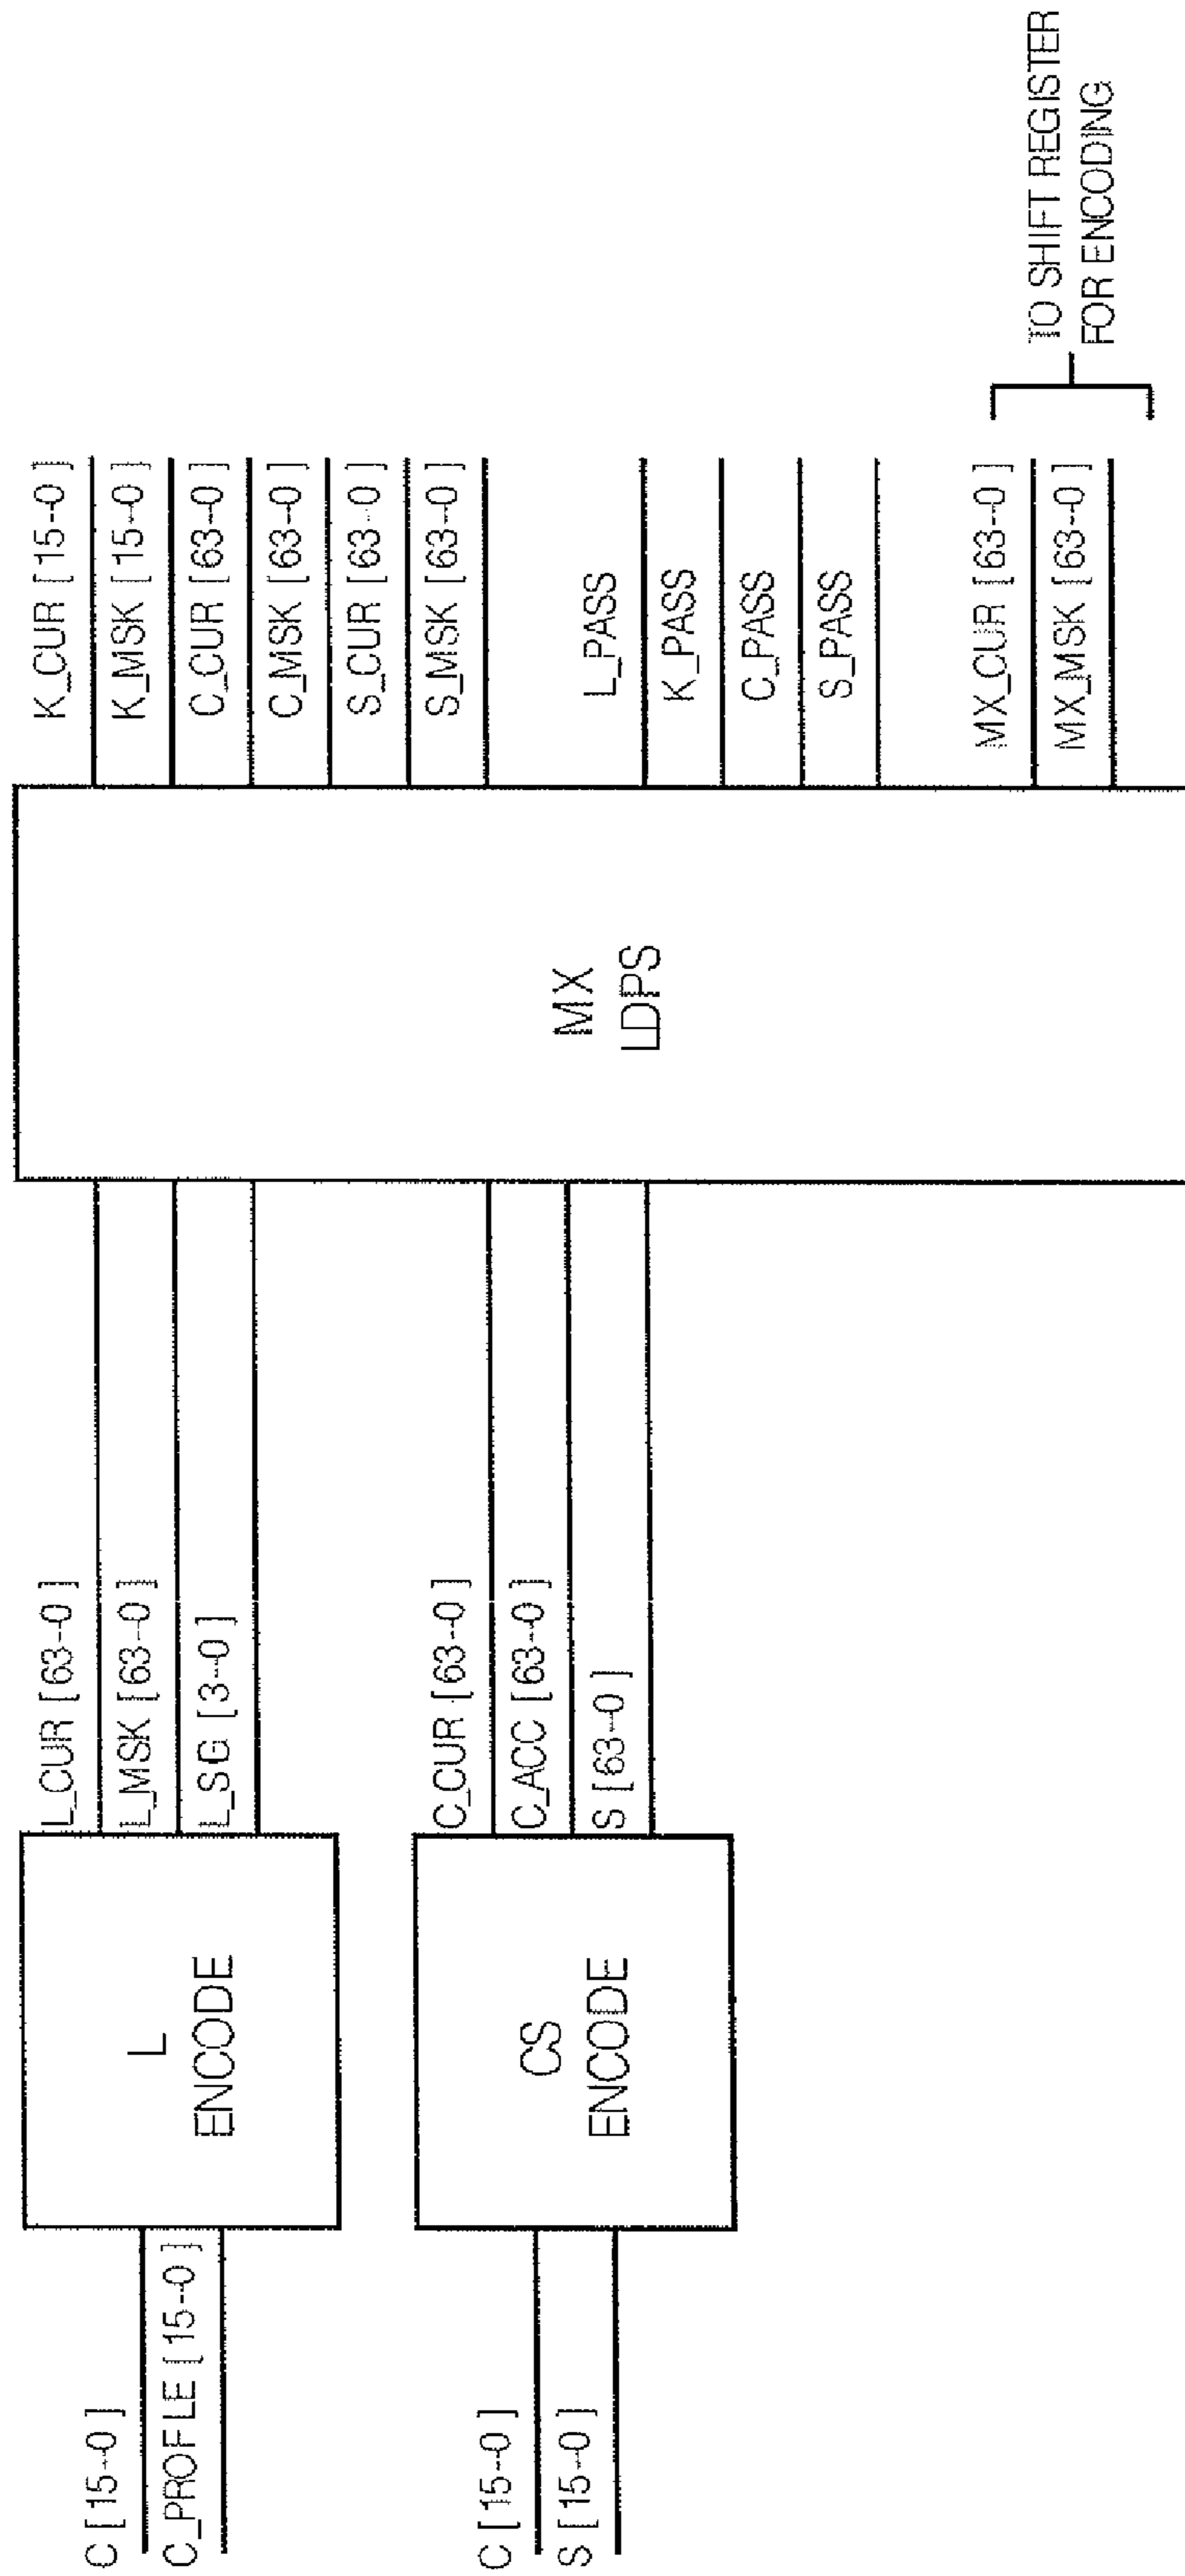 C [ 15-0 ]
C_PROFLE [ 15-0 ]
L
ENCODE
L_CUR [ 63-0 ]
L_MSK [ 63-0 ]
L_SG [ 3-0 ]
C [ 15-0 ]
S [ 15-0 ]
CS
ENCODE
C_CUR [ 63-0 ]
C_ACC [ 63-0 ]
S [ 63-0 ]
MX
LDPS
K_CUR [ 15-0 ]
K_MSK [ 15-0 ]
C_CUR [ 63-0 ]
C_MSK [ 63-0 ]
S_CUR [ 63-0 ]
S_MSK [ 63-0 ]
L_PASS
K_PASS
C_PASS
S_PASS
MX_CUR [ 63-0 ]
MX_MSK [ 63-0 ]
TO SHIFT REGISTER
FOR ENCODING